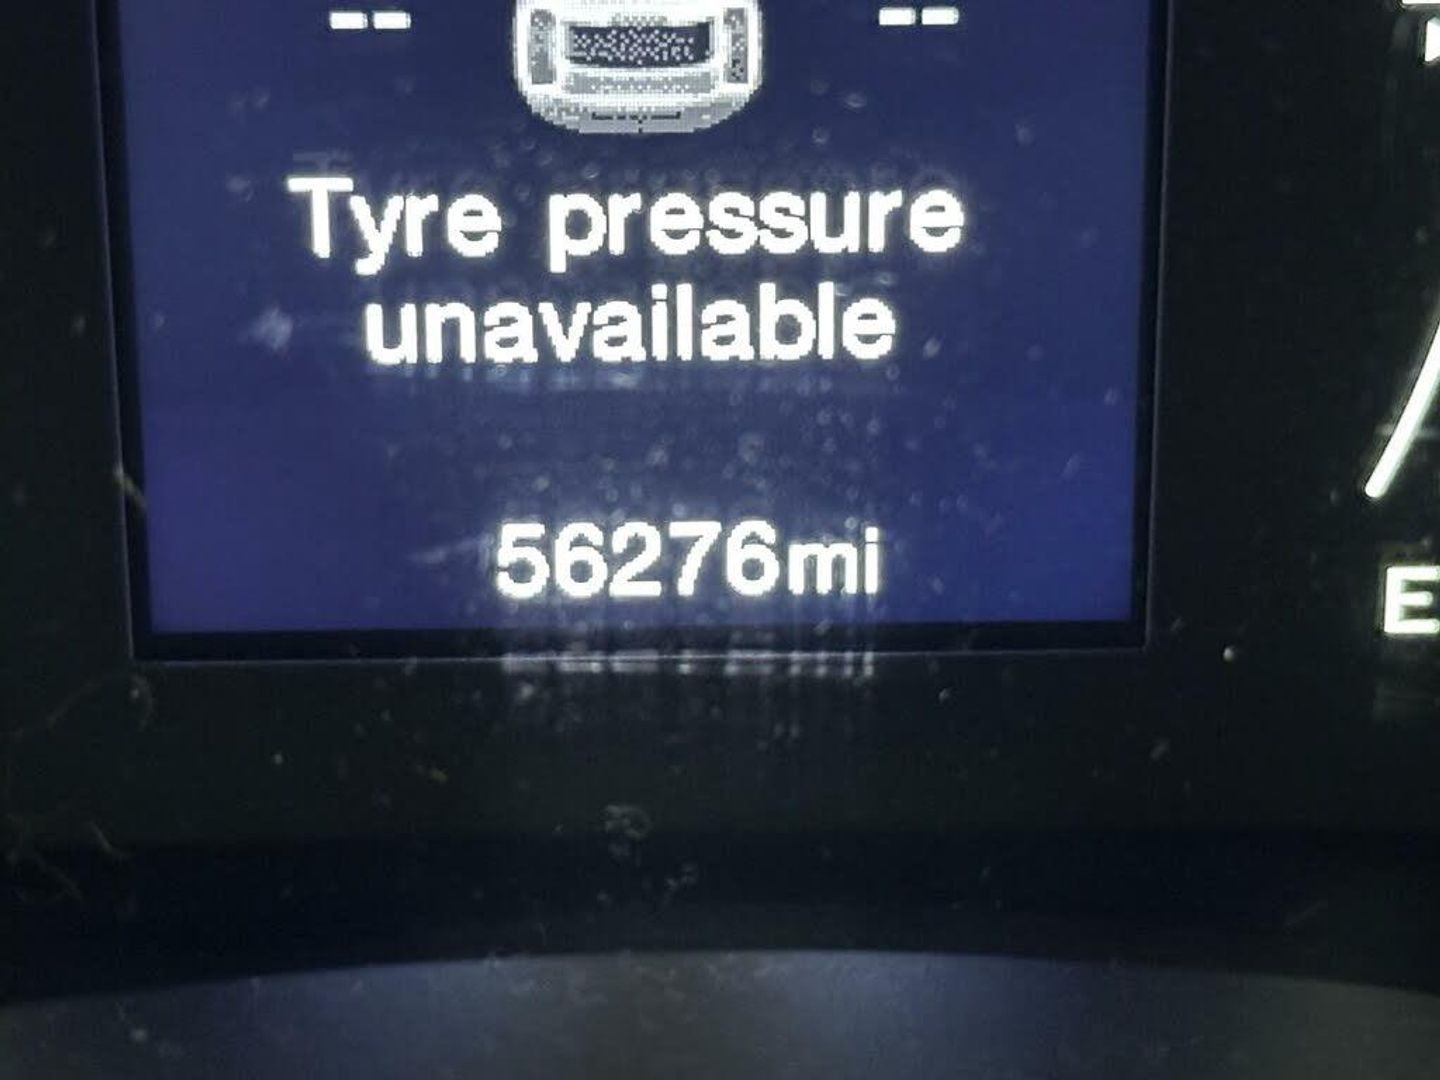 -- --
Tyre pressure
unavailable
56276mi
E